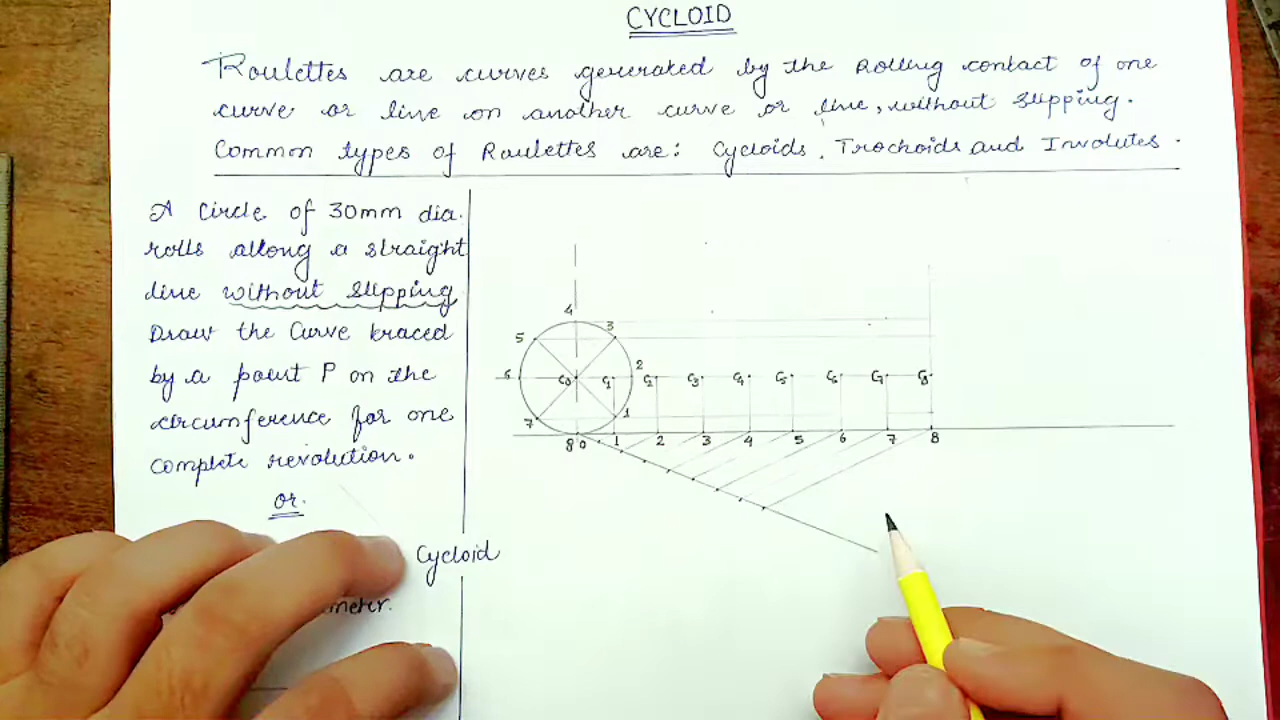 CYCLOID
Roulettes are curves generated by the Rolling contact of one
curve or line on another curve or line, without slipping.
Common types of Roulettes are: Cycloids, Trochoids and Involutes.
A Circle of 30mm dia.
rolls allong a straight
line without slipping
Draw the Curve traced
by a point P on the
circumference for one
complete revolution.
or.
Cycloid
meter.
4
5 3
6 C0 C1 2 C2 C3 C4 C5 C6 C7 C8
7 1
8 0 1 2 3 4 5 6 7 8